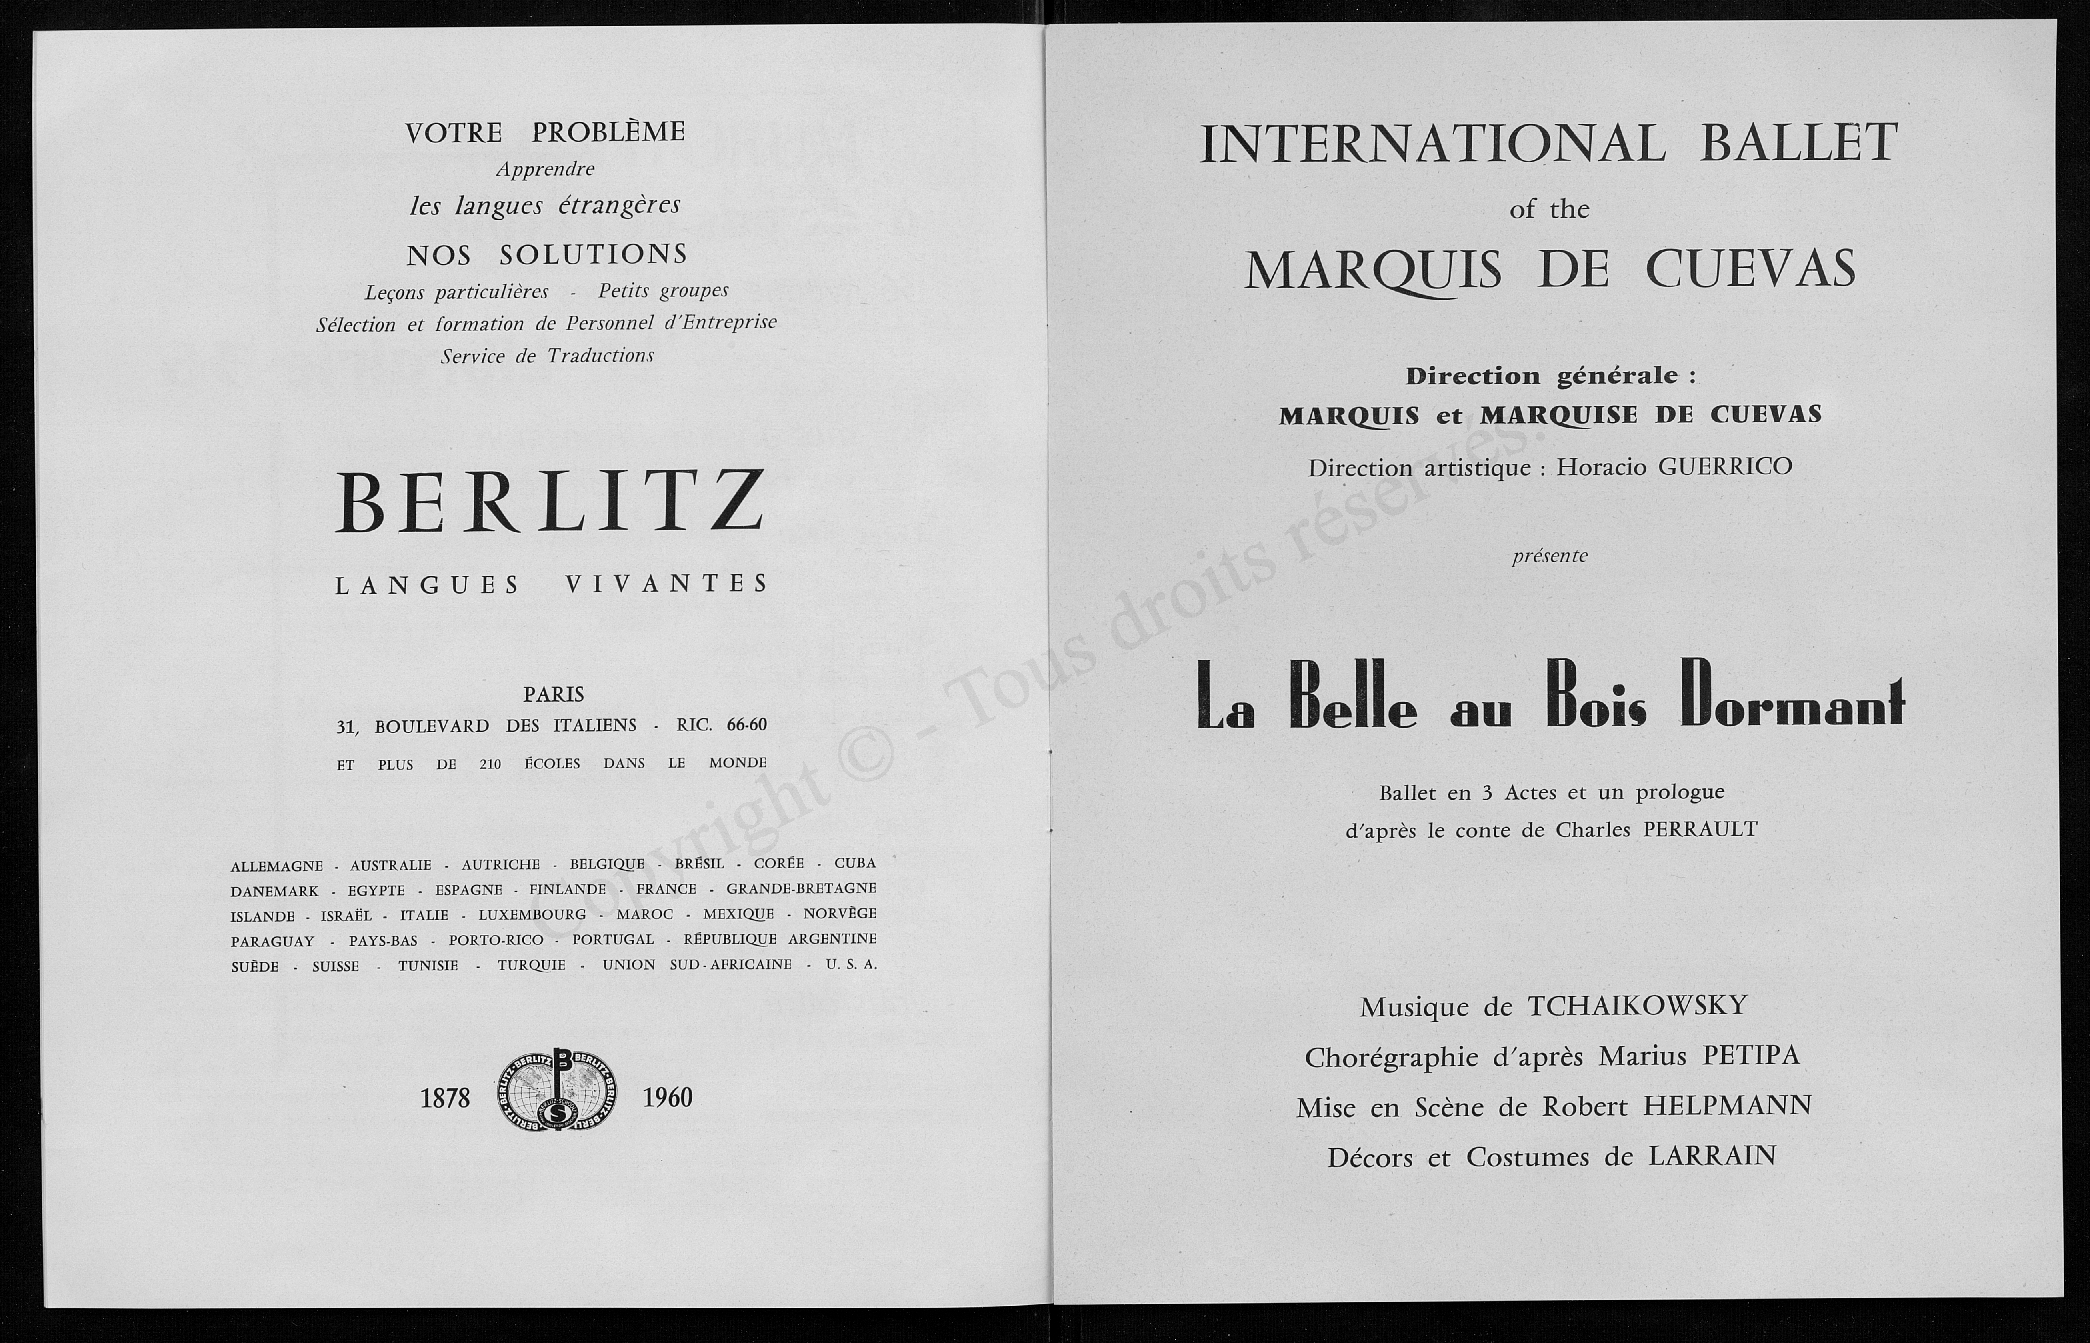 VOTRE PROBLÈME
Apprendre
les langues étrangères
NOS SOLUTIONS
Leçons particulières - Petits groupes
Sélection et formation de Personnel d'Entreprise
Service de Traductions
BERLITZ
LANGUES VIVANTES
PARIS
31, BOULEVARD DES ITALIENS - RIC. 66-60
ET PLUS DE 210 ÉCOLES DANS LE MONDE
ALLEMAGNE - AUSTRALIE - AUTRICHE - BELGIQUE - BRÉSIL - CORÉE - CUBA
DANEMARK - EGYPTE - ESPAGNE - FINLANDE - FRANCE - GRANDE-BRETAGNE
ISLANDE - ISRAËL - ITALIE - LUXEMBOURG - MAROC - MEXIQUE - NORVÈGE
PARAGUAY - PAYS-BAS - PORTO-RICO - PORTUGAL - RÉPUBLIQUE ARGENTINE
SUÈDE - SUISSE - TUNISIE - TURQUIE - UNION SUD-AFRICAINE - U. S. A.
1878 1960
INTERNATIONAL BALLET
of the
MARQUIS DE CUEVAS
Direction générale :
MARQUIS et MARQUISE DE CUEVAS
Direction artistique : Horacio GUERRICO
présente
La Belle au Bois Dormant
Ballet en 3 Actes et un prologue
d'après le conte de Charles PERRAULT
Musique de TCHAIKOWSKY
Chorégraphie d'après Marius PETIPA
Mise en Scène de Robert HELPMANN
Décors et Costumes de LARRAIN
Copyright © - Tous droits réservés.